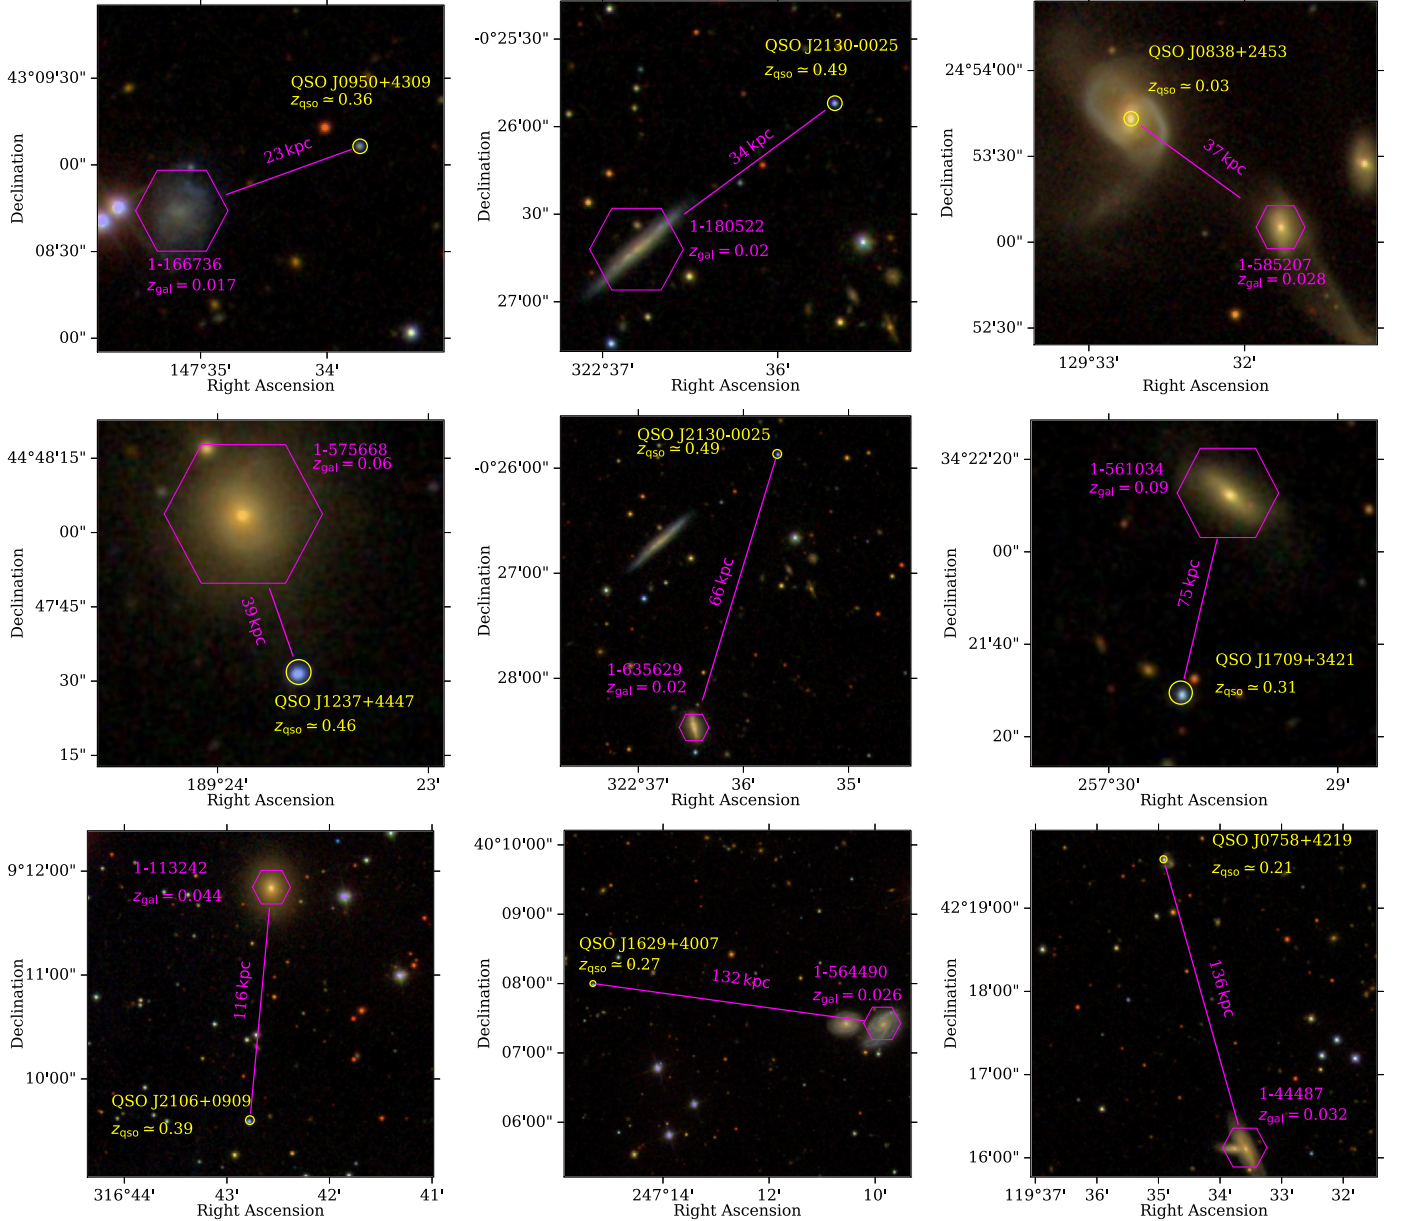 QSO J0950+4309
z_qso ≃ 0.36
23 kpc
1-166736
z_gal = 0.017
43°09'30"
00"
08'30"
00"
Declination
147°35'
34'
Right Ascension
QSO J2130-0025
z_qso ≃ 0.49
34 kpc
1-180522
z_gal = 0.02
-0°25'30"
26'00"
30"
27'00"
Declination
322°37'
36'
Right Ascension
QSO J0838+2453
z_qso ≃ 0.03
37 kpc
1-585207
z_gal = 0.028
24°54'00"
53'30"
00"
52'30"
Declination
129°33'
32'
Right Ascension
1-575668
z_gal = 0.06
39 kpc
QSO J1237+4447
z_qso ≃ 0.46
44°48'15"
00"
47'45"
30"
15"
Declination
189°24'
23'
Right Ascension
QSO J2130-0025
z_qso ≃ 0.49
66 kpc
1-635629
z_gal = 0.02
-0°26'00"
27'00"
28'00"
Declination
322°37'
36'
35'
Right Ascension
1-561034
z_gal = 0.09
75 kpc
QSO J1709+3421
z_qso ≃ 0.31
34°22'20"
00"
21'40"
20"
Declination
257°30'
29'
Right Ascension
1-113242
z_gal = 0.044
116 kpc
QSO J2106+0909
z_qso ≃ 0.39
9°12'00"
11'00"
10'00"
Declination
316°44'
43'
42'
41'
Right Ascension
QSO J1629+4007
z_qso ≃ 0.27
132 kpc
1-564490
z_gal = 0.026
40°10'00"
09'00"
08'00"
07'00"
06'00"
Declination
247°14'
12'
10'
Right Ascension
QSO J0758+4219
z_qso ≃ 0.21
136 kpc
1-44487
z_gal = 0.032
42°19'00"
18'00"
17'00"
16'00"
Declination
119°37'
36'
35'
34'
33'
32'
Right Ascension